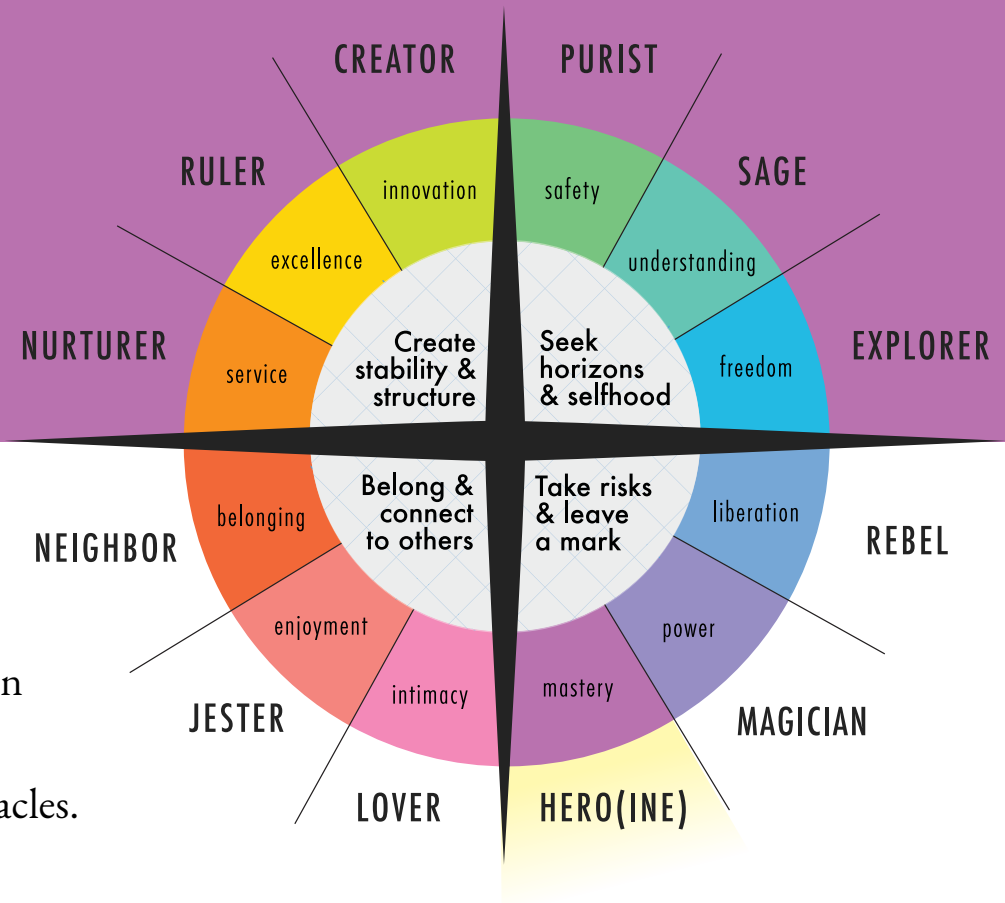 CREATOR
PURIST
RULER
SAGE
NURTURER
EXPLORER
innovation
safety
excellence
understanding
service
freedom
Create
stability &
structure
Seek
horizons
& selfhood
Belong &
connect
to others
Take risks
& leave
a mark
belonging
liberation
NEIGHBOR
REBEL
enjoyment
power
intimacy
mastery
JESTER
MAGICIAN
LOVER
HERO(INE)
n
acles.